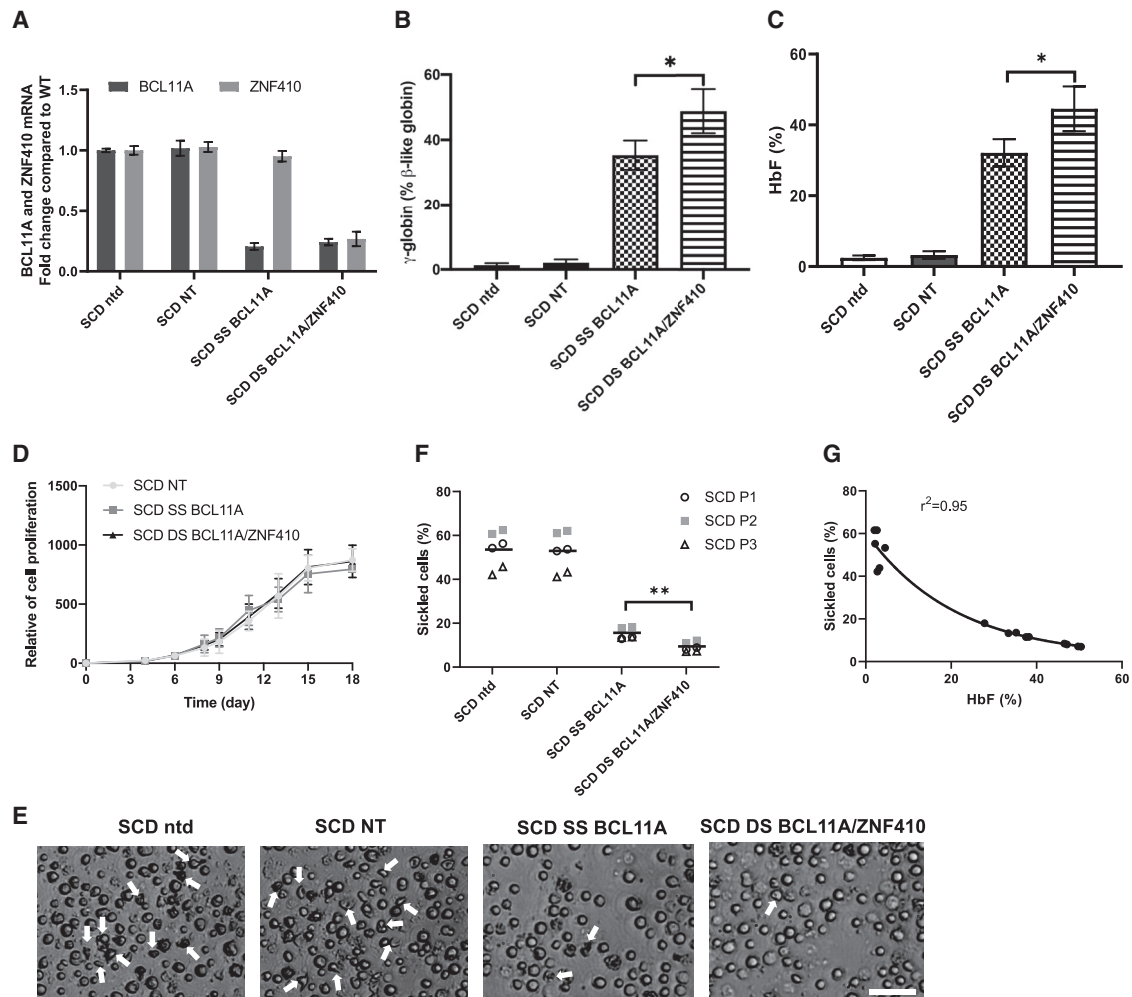 A
BCL11A and ZNF410 mRNA
Fold change compared to WT
BCL11A
ZNF410
1.5
1.0
0.5
0.0
SCD ntd
SCD NT
SCD SS BCL11A
SCD DS BCL11A/ZNF410
B
γ-globin (% β-like globin)
60
40
20
0
*
SCD ntd
SCD NT
SCD SS BCL11A
SCD DS BCL11A/ZNF410
C
HbF (%)
60
40
20
0
*
SCD ntd
SCD NT
SCD SS BCL11A
SCD DS BCL11A/ZNF410
D
Relative of cell proliferation
SCD NT
SCD SS BCL11A
SCD DS BCL11A/ZNF410
1500
1000
500
0
0 3 6 9 12 15 18
Time (day)
F
Sickled cells (%)
80
60
40
20
0
**
SCD P1
SCD P2
SCD P3
SCD ntd
SCD NT
SCD SS BCL11A
SCD DS BCL11A/ZNF410
G
Sickled cells (%)
80
60
40
20
0
r²=0.95
0 20 40 60
HbF (%)
E
SCD ntd
SCD NT
SCD SS BCL11A
SCD DS BCL11A/ZNF410